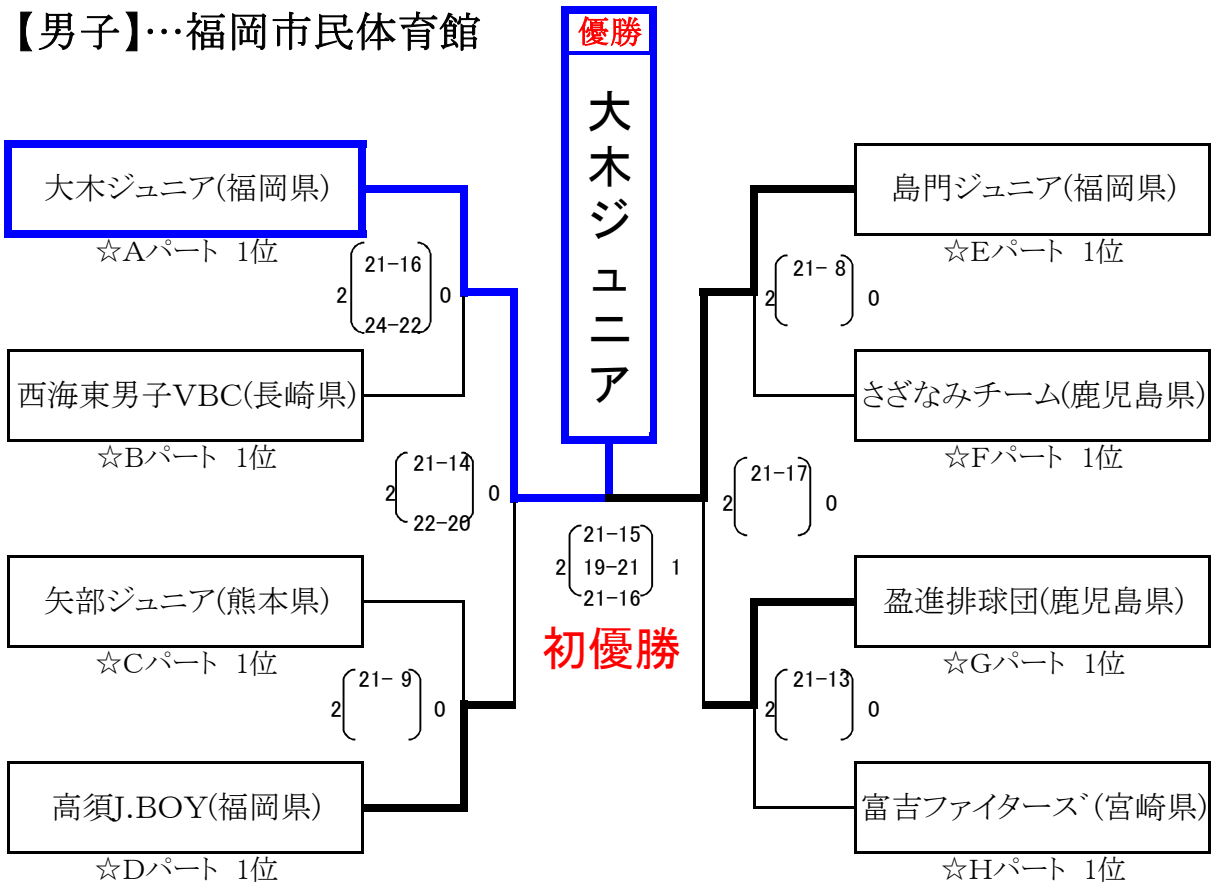 【男子】…福岡市民体育館
優勝
大木ジュニア
大木ジュニア(福岡県)
☆Aパート 1位
21-16
2 0
24-22
西海東男子VBC(長崎県)
☆Bパート 1位
21-14
2 0
22-20
矢部ジュニア(熊本県)
☆Cパート 1位
21- 9
2 0
高須J.BOY(福岡県)
☆Dパート 1位
21-15
2 19-21 1
21-16
初優勝
島門ジュニア(福岡県)
☆Eパート 1位
21- 8
2 0
さざなみチーム(鹿児島県)
☆Fパート 1位
21-17
2 0
盈進排球団(鹿児島県)
☆Gパート 1位
21-13
2 0
富吉ファイターズ(宮崎県)
☆Hパート 1位